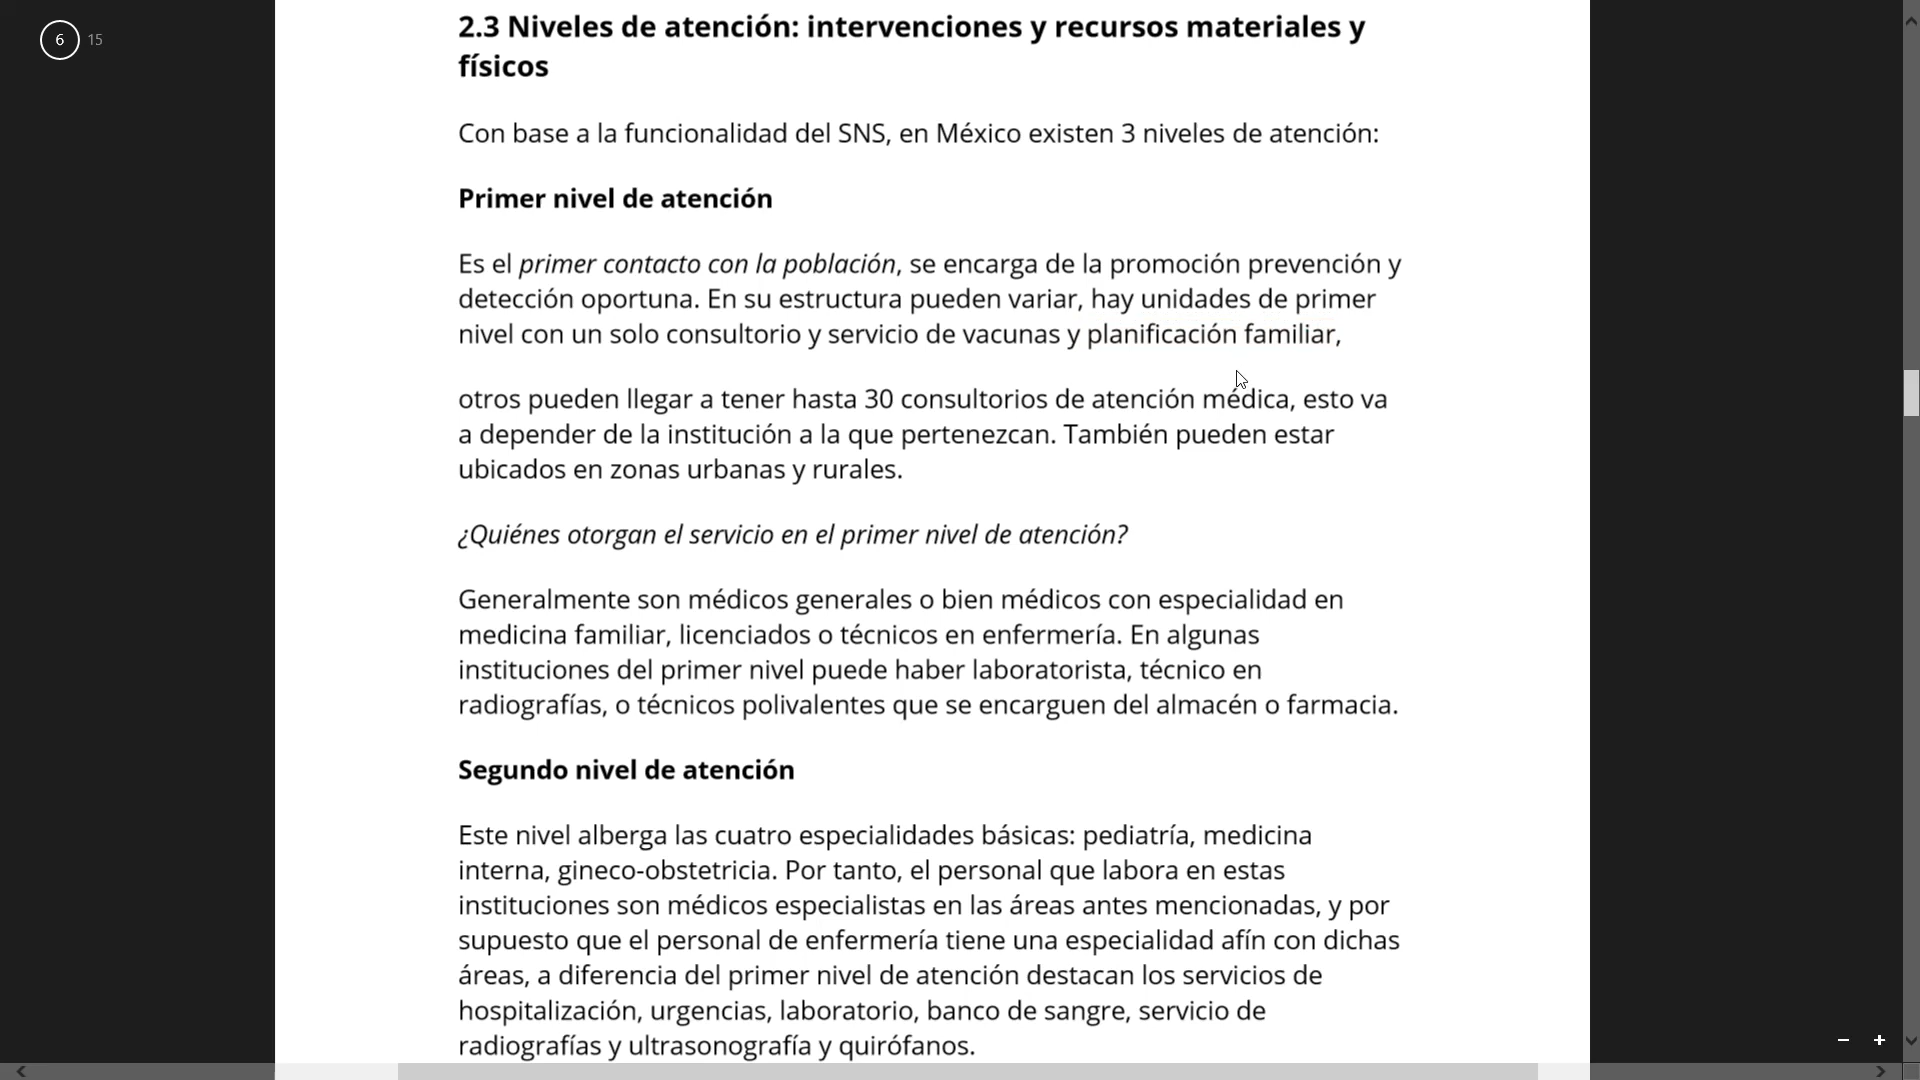 6 15
2.3 Niveles de atención: intervenciones y recursos materiales y
físicos
Con base a la funcionalidad del SNS, en México existen 3 niveles de atención:
Primer nivel de atención
Es el primer contacto con la población, se encarga de la promoción prevención y
detección oportuna. En su estructura pueden variar, hay unidades de primer
nivel con un solo consultorio y servicio de vacunas y planificación familiar,
otros pueden llegar a tener hasta 30 consultorios de atención médica, esto va
a depender de la institución a la que pertenezcan. También pueden estar
ubicados en zonas urbanas y rurales.
¿Quiénes otorgan el servicio en el primer nivel de atención?
Generalmente son médicos generales o bien médicos con especialidad en
medicina familiar, licenciados o técnicos en enfermería. En algunas
instituciones del primer nivel puede haber laboratorista, técnico en
radiografías, o técnicos polivalentes que se encarguen del almacén o farmacia.
Segundo nivel de atención
Este nivel alberga las cuatro especialidades básicas: pediatría, medicina
interna, gineco-obstetricia. Por tanto, el personal que labora en estas
instituciones son médicos especialistas en las áreas antes mencionadas, y por
supuesto que el personal de enfermería tiene una especialidad afín con dichas
áreas, a diferencia del primer nivel de atención destacan los servicios de
hospitalización, urgencias, laboratorio, banco de sangre, servicio de
radiografías y ultrasonografía y quirófanos.